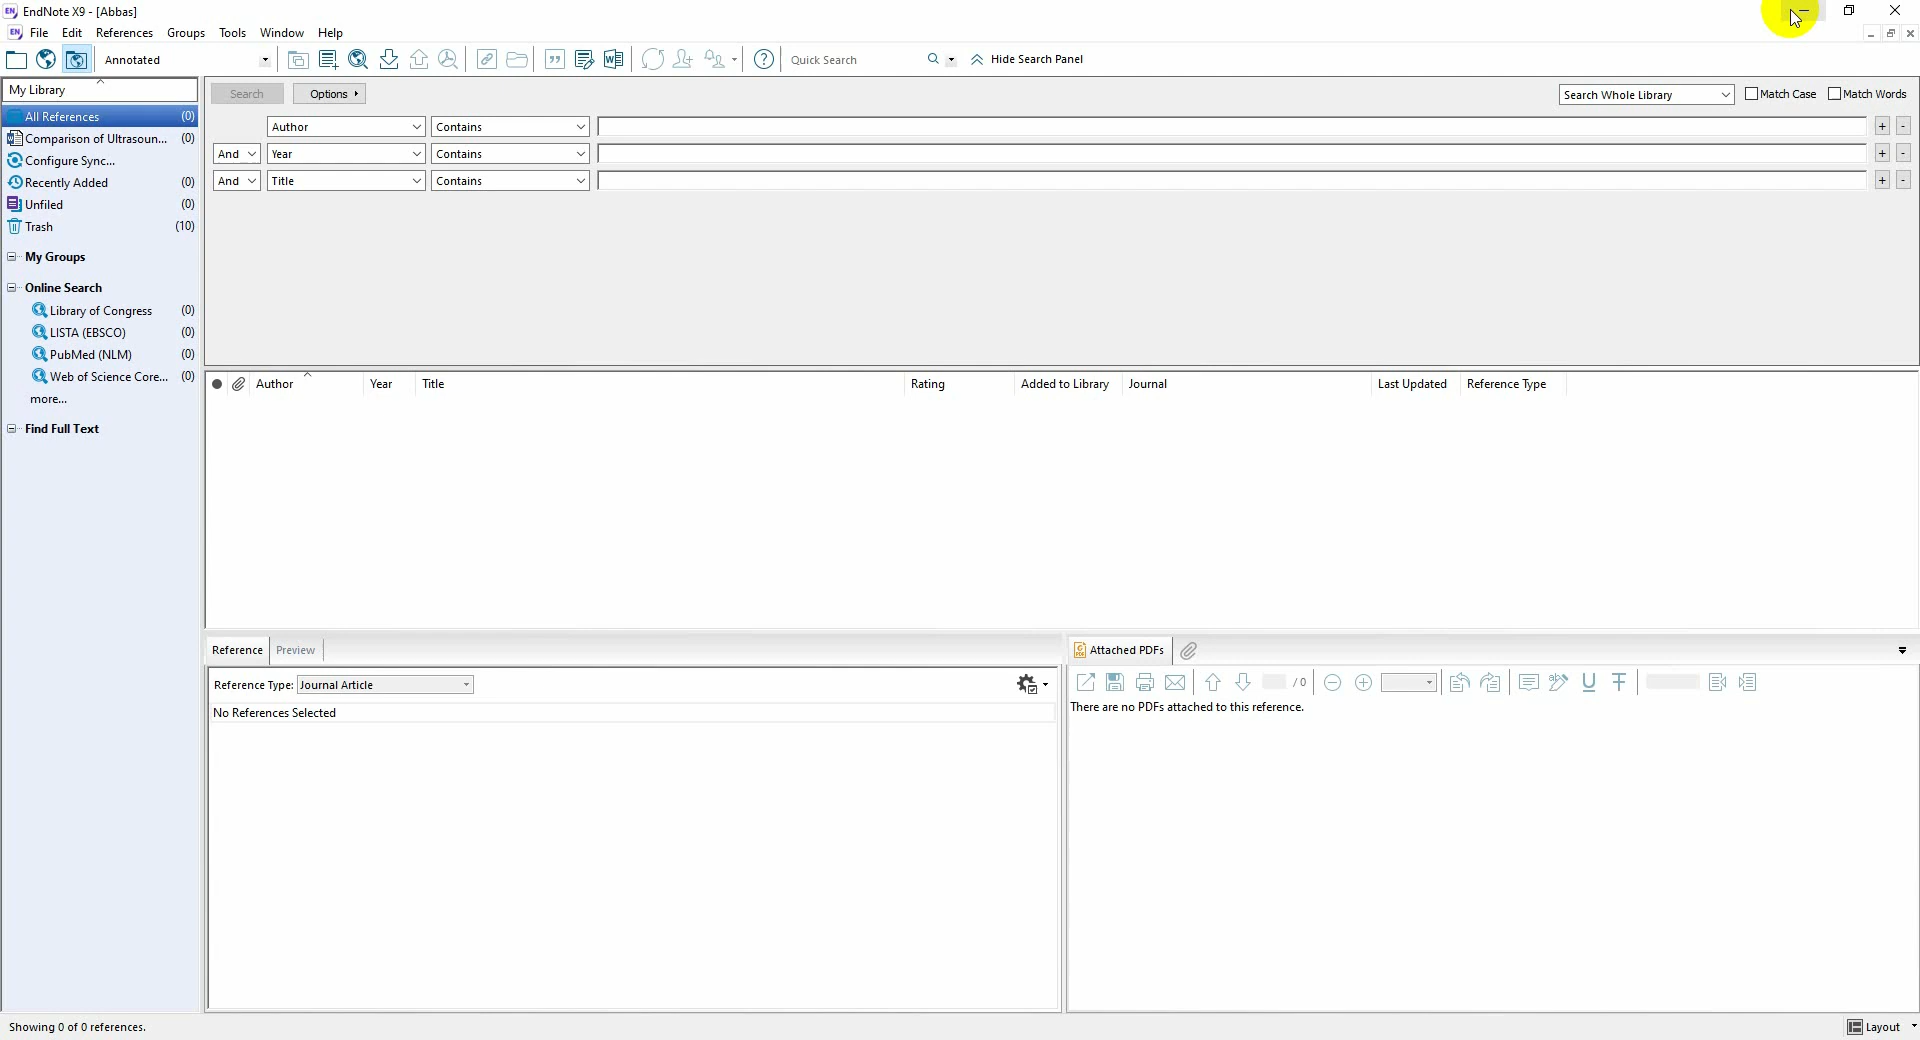 EndNote X9 - [Abbas]
File Edit References Groups Tools Window Help
Annotated Quick Search Hide Search Panel
My Library
All References (0)
Comparison of Ultrasoun... (0)
Configure Sync...
Recently Added (0)
Unfiled (0)
Trash (10)
My Groups
Online Search
Library of Congress (0)
LISTA (EBSCO) (0)
PubMed (NLM) (0)
Web of Science Core... (0)
more...
Find Full Text
Search Options Search Whole Library Match Case Match Words
Author Contains + -
And Year Contains + -
And Title Contains + -
Author Year Title Rating Added to Library Journal Last Updated Reference Type
Reference Preview
Reference Type: Journal Article
No References Selected
Attached PDFs
/ 0
There are no PDFs attached to this reference.
Showing 0 of 0 references.
Layout